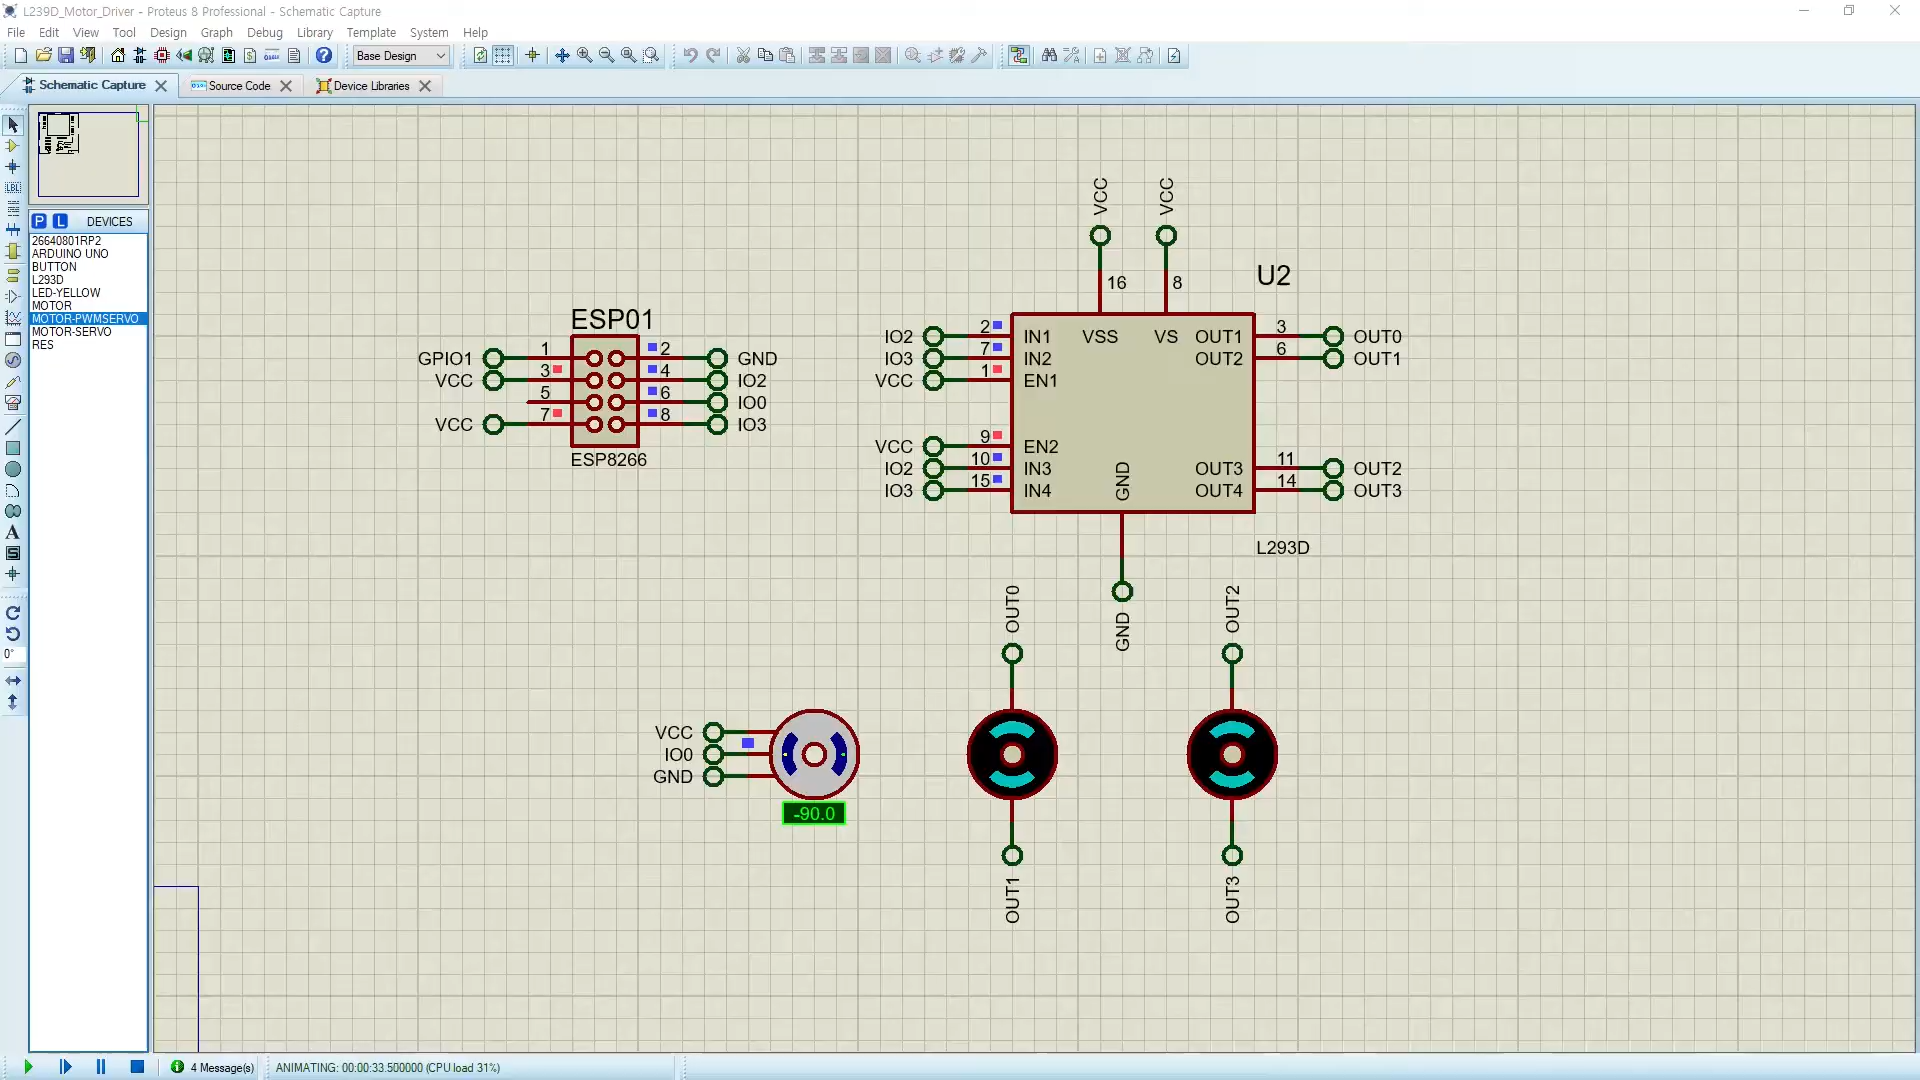 L239D_Motor_Driver - Proteus 8 Professional - Schematic Capture
File Edit View Tool Design Graph Debug Library Template System Help
Base Design
Schematic Capture Source Code Device Libraries
P L DEVICES
26640801RP2
ARDUINO UNO
BUTTON
L293D
LED-YELLOW
MOTOR
MOTOR-PWMSERVO
MOTOR-SERVO
RES
LBL
A
S
0°
ESP01
GPIO1 1 2 GND
VCC 3 4 IO2
5 6 IO0
VCC 7 8 IO3
ESP8266
VCC VCC
16 8
U2
IO2 2 IN1 VSS VS OUT1 3 OUT0
IO3 7 IN2 OUT2 6 OUT1
VCC 1 EN1
VCC 9 EN2
IO2 10 IN3 OUT3 11 OUT2
IO3 15 IN4 GND OUT4 14 OUT3
L293D
GND
OUT0 OUT2
VCC
IO0
GND
-90.0
OUT1 OUT3
4 Message(s) ANIMATING: 00:00:33.500000 (CPU load 31%)